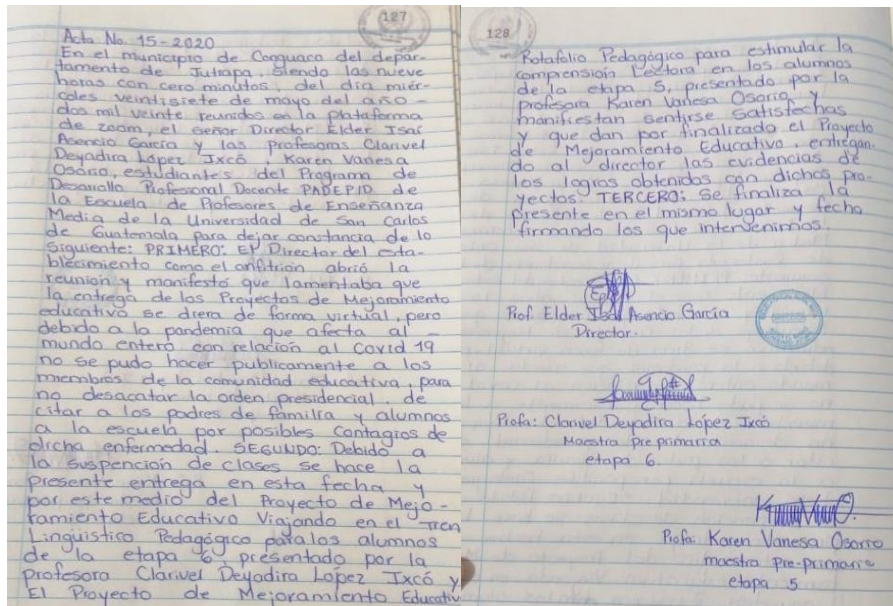 127
Acta No. 15-2020
En el municipio de Conguaco del depar-
tamento de Jutiapa, siendo las nueve
horas con cero minutos, del día miér-
coles veintisiete de mayo del año -
dos mil veinte reunidos en la plataforma
de zoom, el señor Director Elder Isaí
Asencio García y las profesoras Clarivel
Deyadira López Ixcó, Karen Vanesa
Osorio, estudiantes del Programa de
Desarrollo Profesional Docente PADEP/D de
la Escuela de Profesores de Enseñanza
Media de la Universidad de San Carlos
de Guatemala para dejar constancia de lo
Siguiente: PRIMERO: El Director del esta-
blecimiento como el anfitrión abrió la
reunión y manifestó que lamentaba que
la entrega de los Proyectos de Mejoramiento
educativo se diera de forma virtual, pero
debido a la pandemia que afecta al -
mundo entero con relación al Covid 19
no se pudo hacer publicamente a los
miembros de la comunidad educativa, para
no desacatar la orden presidencial, de
citar a los padres de familia y alumnos
a la escuela por posibles contagios de
dicha enfermedad. SEGUNDO: Debido a
la suspención de clases se hace la
presente entrega en esta fecha y
por este medio del Proyecto de Mejo-
ramiento Educativo Viajando en el Tren
Lingüistico Pedagógico para los alumnos
de la etapa 6, presentado por la
profesora Clarivel Deyadira López Ixcó y
El Proyecto de Mejoramiento Educativ
128
Rotafolio Pedagógico para estimular la
comprensión Lectora en los alumnos
de la etapa 5, presentado por la
profesora Karen Vanesa Osorio y
manifiestan sentirse satisfechas
y que dan por finalizado el Proyecto
de Mejoramiento Educativo, entregan-
do al director las evidencias de
los logros obtenidos con dichos pro-
yectos. TERCERO: Se finaliza la
presente en el mismo lugar y fecha
firmando los que intervenimos.
Prof. Elder Isaí Asencio García
Director.
Profa: Clarivel Deyadira López Ixcó
Maestra pre primaria
etapa 6.
Profa: Karen Vanesa Osorio
maestra pre-primaria
etapa 5